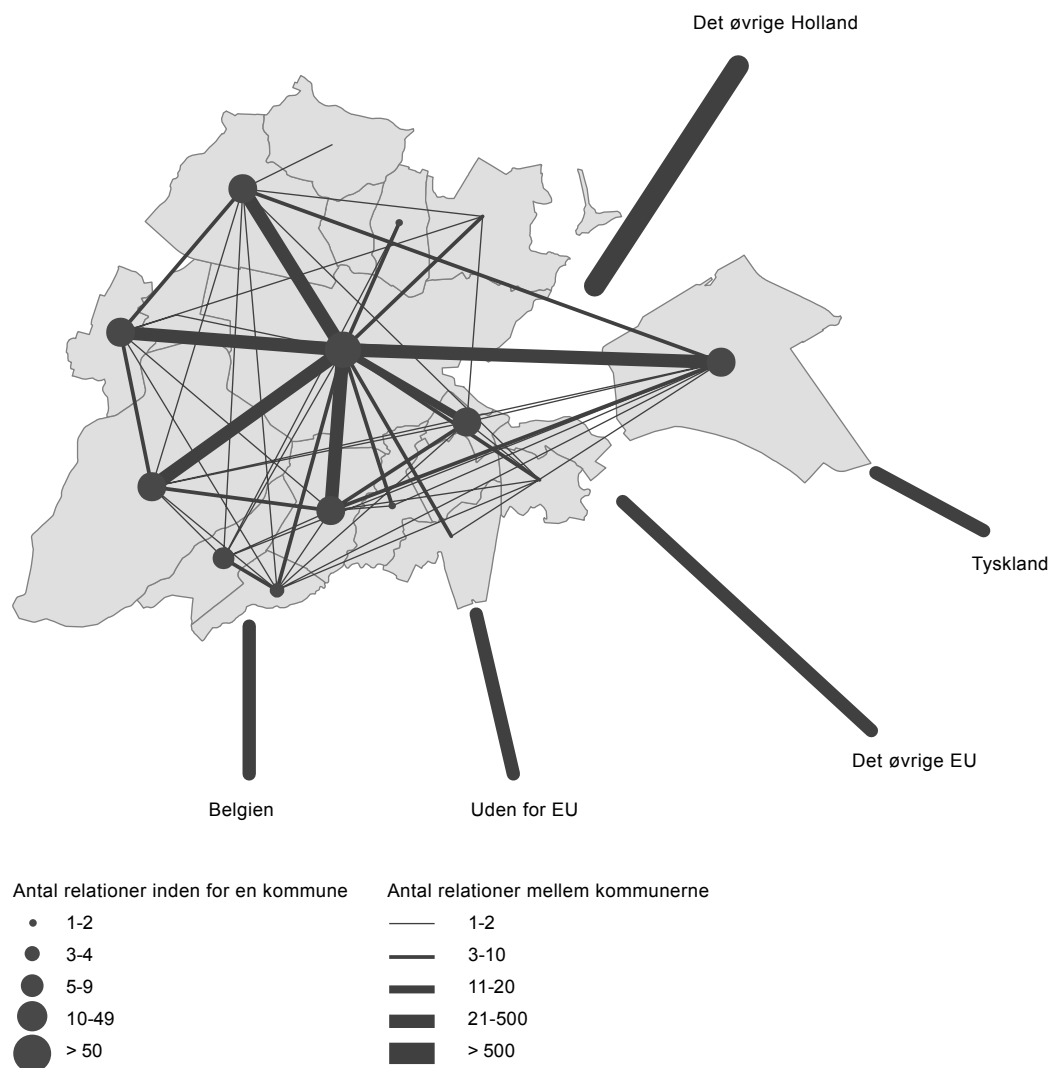 Det øvrige Holland
Tyskland
Det øvrige EU
Belgien
Uden for EU
Antal relationer inden for en kommune
1-2
3-4
5-9
10-49
> 50
Antal relationer mellem kommunerne
1-2
3-10
11-20
21-500
> 500